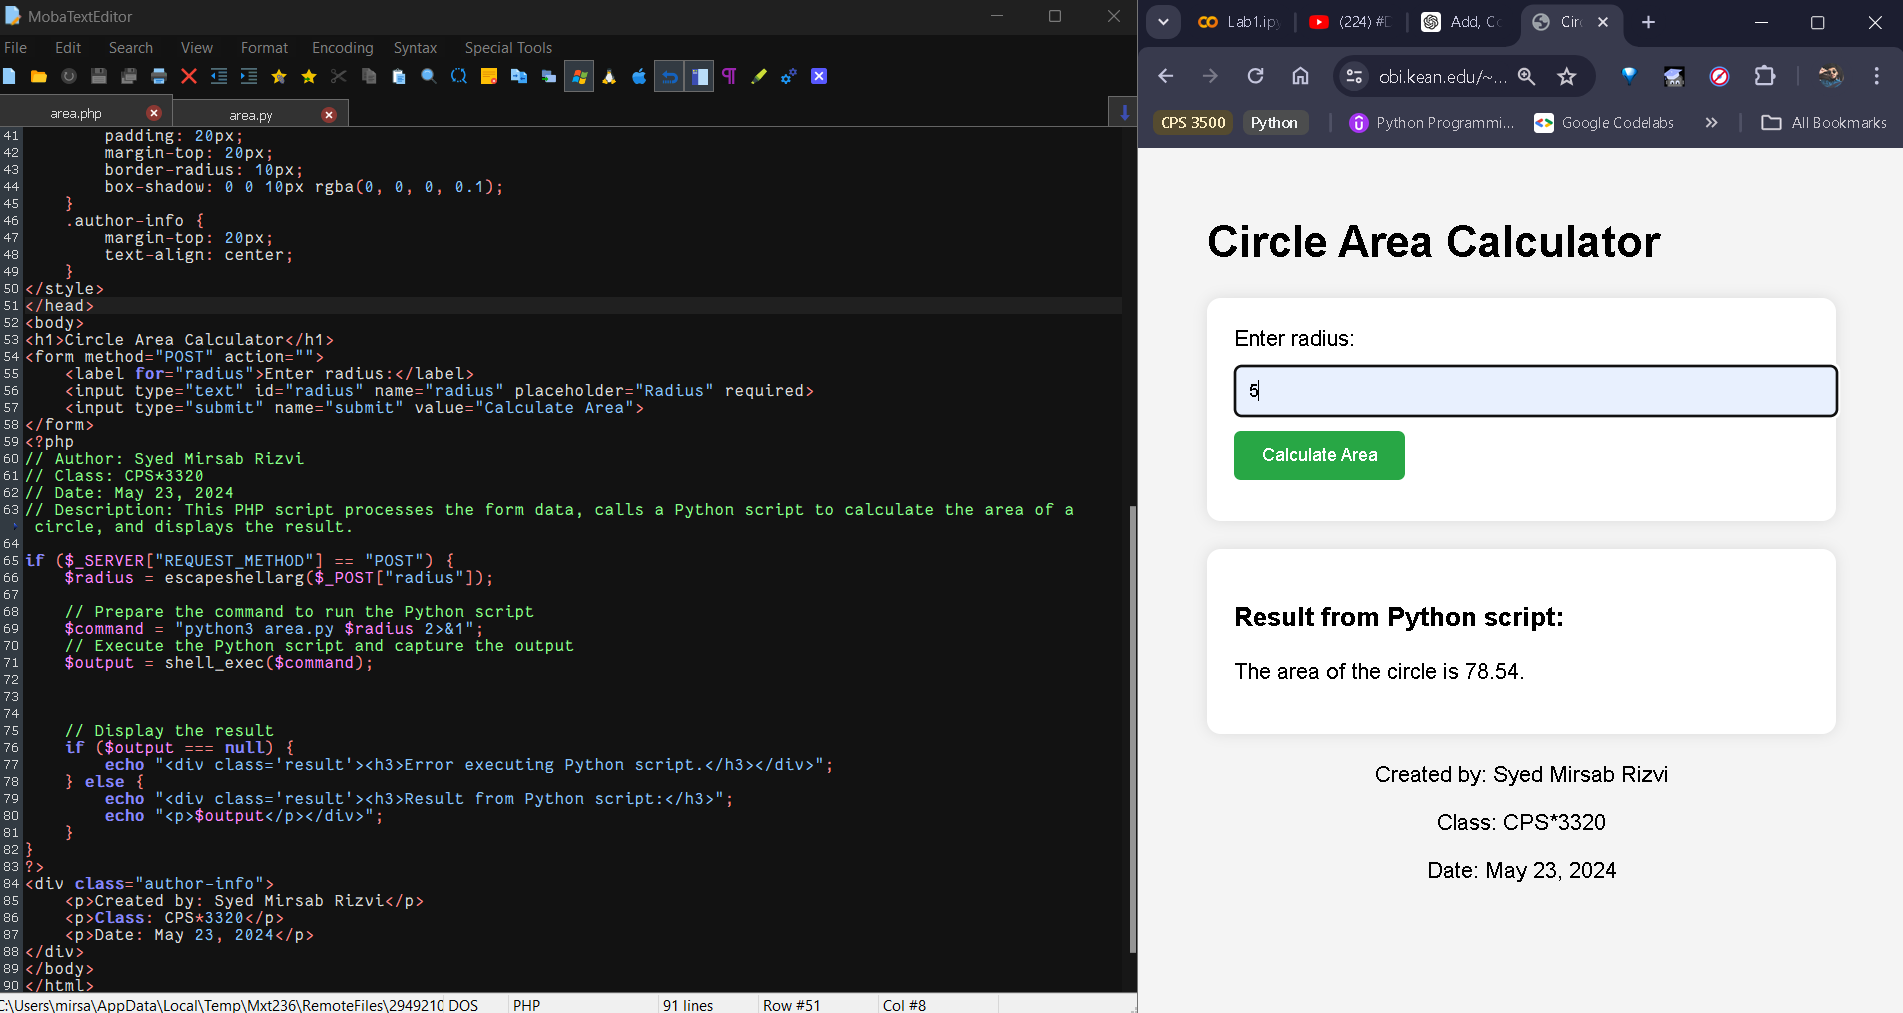 MobaTextEditor
File Edit Search View Format Encoding Syntax Special Tools
area.php area.py
41 padding: 20px;
42 margin-top: 20px;
43 border-radius: 10px;
44 box-shadow: 0 0 10px rgba(0, 0, 0, 0.1);
45 }
46 .author-info {
47 margin-top: 20px;
48 text-align: center;
49 }
50 </style>
51 </head>
52 <body>
53 <h1>Circle Area Calculator</h1>
54 <form method="POST" action="">
55 <label for="radius">Enter radius:</label>
56 <input type="text" id="radius" name="radius" placeholder="Radius" required>
57 <input type="submit" name="submit" value="Calculate Area">
58 </form>
59 <?php
60 // Author: Syed Mirsab Rizvi
61 // Class: CPS*3320
62 // Date: May 23, 2024
63 // Description: This PHP script processes the form data, calls a Python script to calculate the area of a
circle, and displays the result.
64
65 if ($_SERVER["REQUEST_METHOD"] == "POST") {
66 $radius = escapeshellarg($_POST["radius"]);
67
68 // Prepare the command to run the Python script
69 $command = "python3 area.py $radius 2>&1";
70 // Execute the Python script and capture the output
71 $output = shell_exec($command);
72
73
74
75 // Display the result
76 if ($output === null) {
77 echo "<div class='result'><h3>Error executing Python script.</h3></div>";
78 } else {
79 echo "<div class='result'><h3>Result from Python script:</h3>";
80 echo "<p>$output</p></div>";
81 }
82 }
83 ?>
84 <div class="author-info">
85 <p>Created by: Syed Mirsab Rizvi</p>
86 <p>Class: CPS*3320</p>
87 <p>Date: May 23, 2024</p>
88 </div>
89 </body>
90 </html>
C:\Users\mirsa\AppData\Local\Temp\Mxt236\RemoteFiles\2949210 DOS PHP 91 lines Row #51 Col #8
Lab1.ipy (224) #D Add, Co Circ
obi.kean.edu/~...
CPS 3500 Python Python Programmi... Google Codelabs All Bookmarks
Circle Area Calculator
Enter radius:
5
Calculate Area
Result from Python script:
The area of the circle is 78.54.
Created by: Syed Mirsab Rizvi
Class: CPS*3320
Date: May 23, 2024